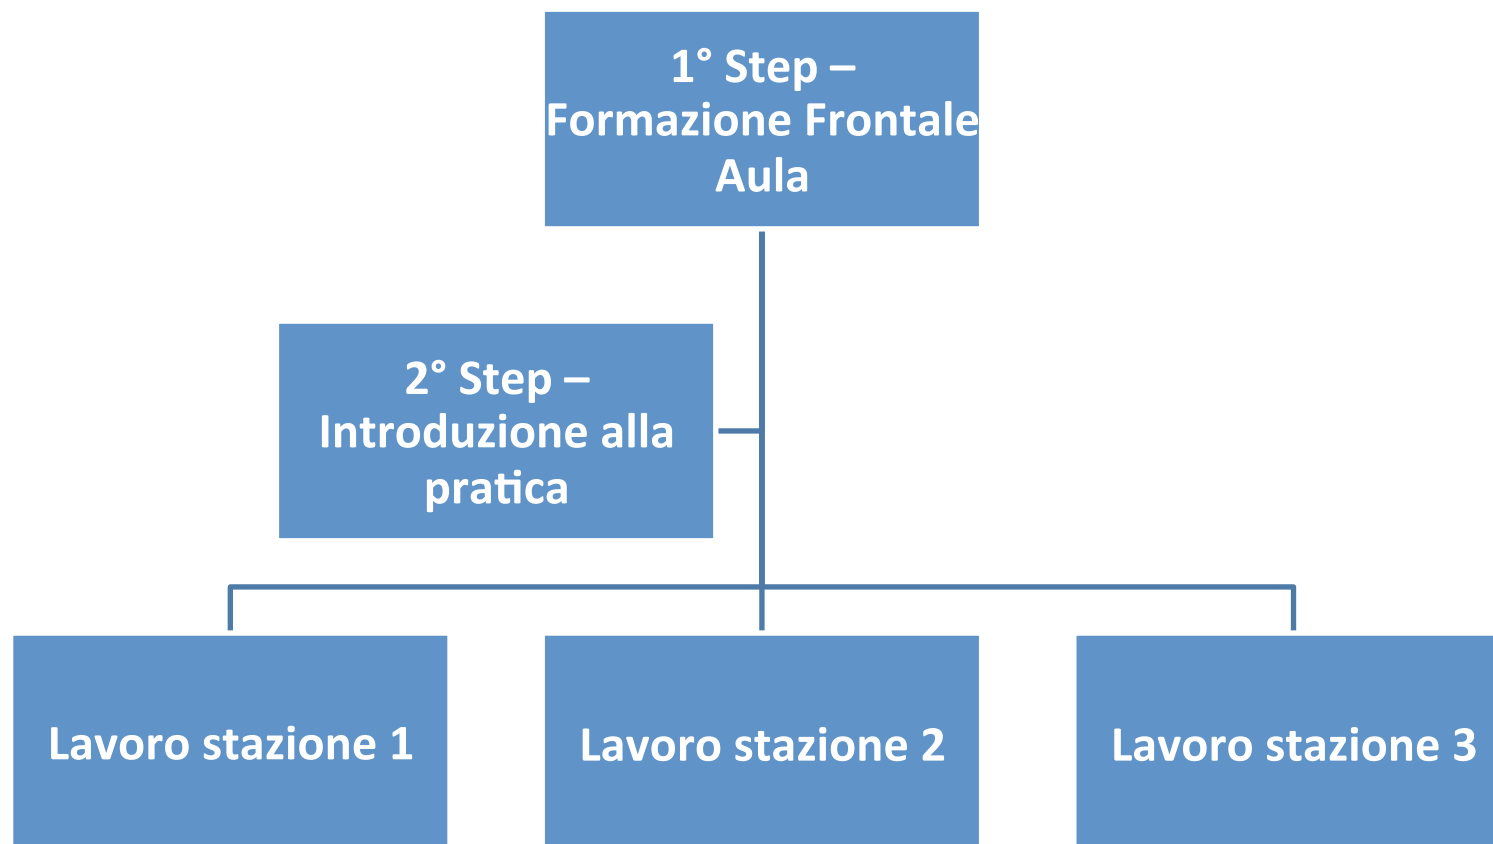 1° Step –
Formazione Frontale
Aula
2° Step –
Introduzione alla
pratica
Lavoro stazione 1
Lavoro stazione 2
Lavoro stazione 3